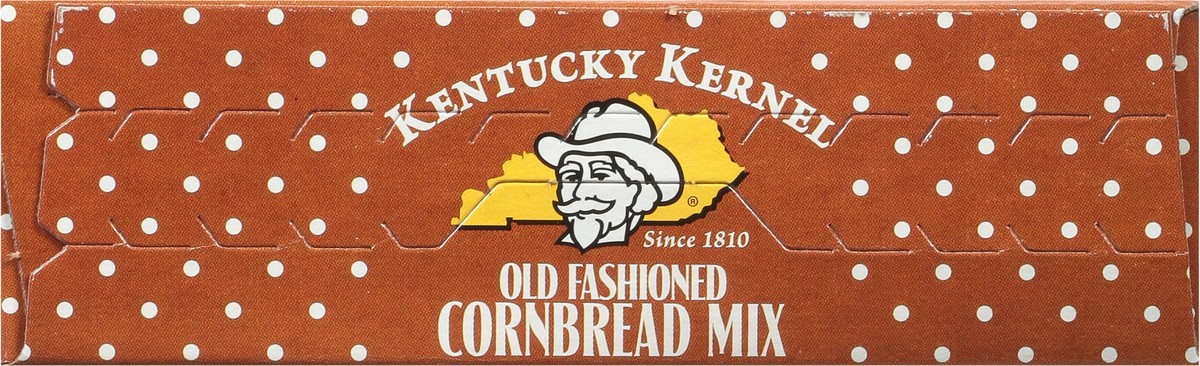 KENTUCKY KERNEL
®
Since 1810
OLD FASHIONED
CORNBREAD MIX